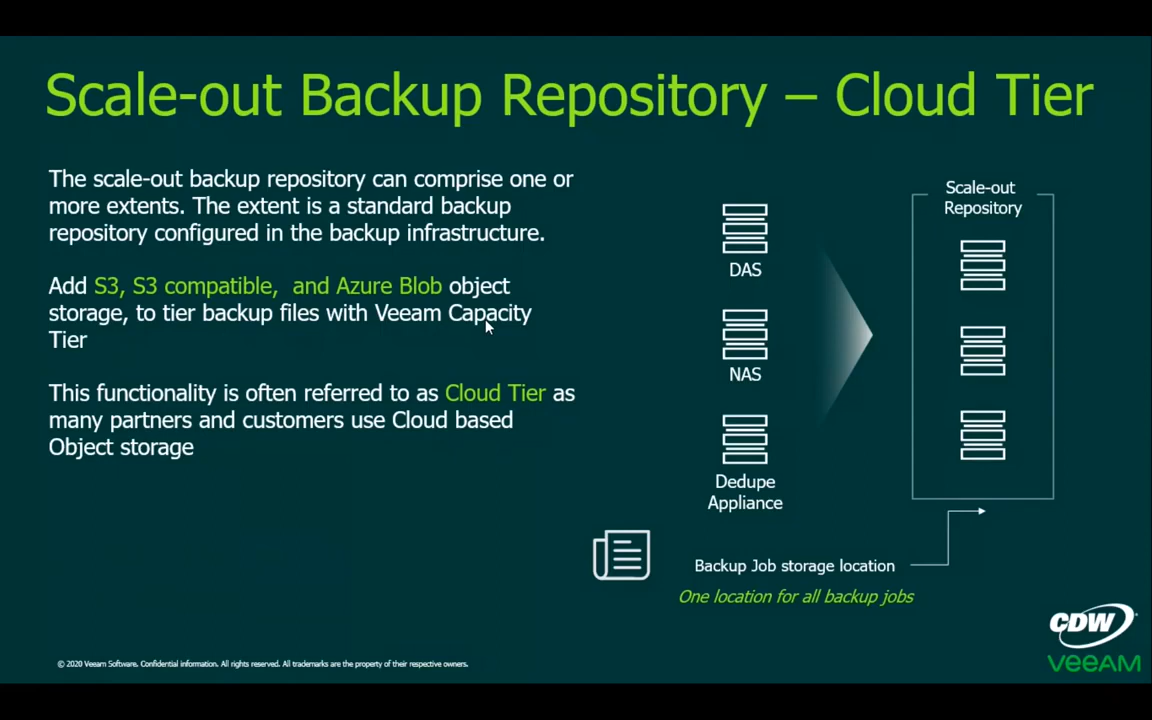 Scale-out Backup Repository – Cloud Tier
The scale-out backup repository can comprise one or
more extents. The extent is a standard backup
repository configured in the backup infrastructure.
Add S3, S3 compatible, and Azure Blob object
storage, to tier backup files with Veeam Capacity
Tier
This functionality is often referred to as Cloud Tier as
many partners and customers use Cloud based
Object storage
DAS
NAS
Dedupe
Appliance
Scale-out
Repository
Backup Job storage location
One location for all backup jobs
© 2020 Veeam Software. Confidential information. All rights reserved. All trademarks are the property of their respective owners.
CDW
VEEAM